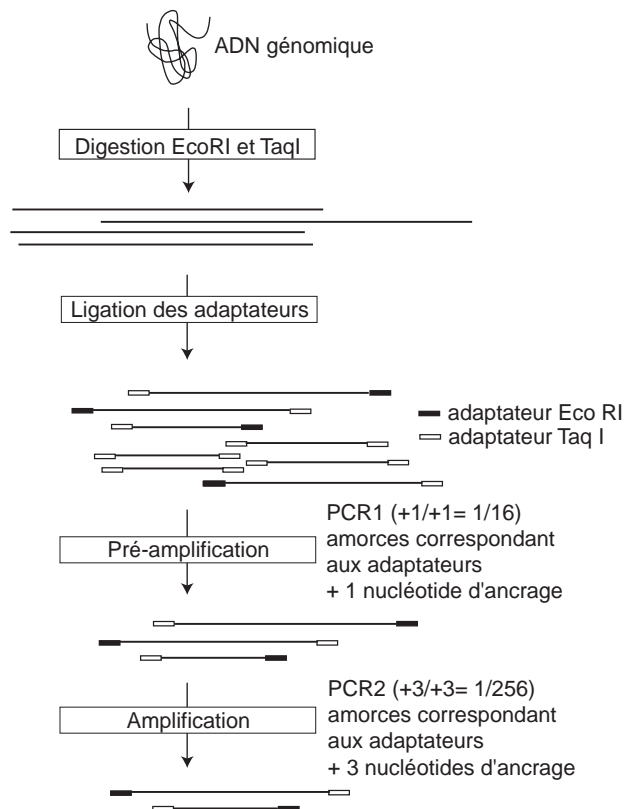 ADN génomique
Digestion EcoRI et TaqI
Ligation des adaptateurs
adaptateur Eco RI
adaptateur Taq I
PCR1 (+1/+1= 1/16)
amorces correspondant
aux adaptateurs
+ 1 nucléotide d'ancrage
Pré-amplification
PCR2 (+3/+3= 1/256)
amorces correspondant
aux adaptateurs
+ 3 nucléotides d'ancrage
Amplification